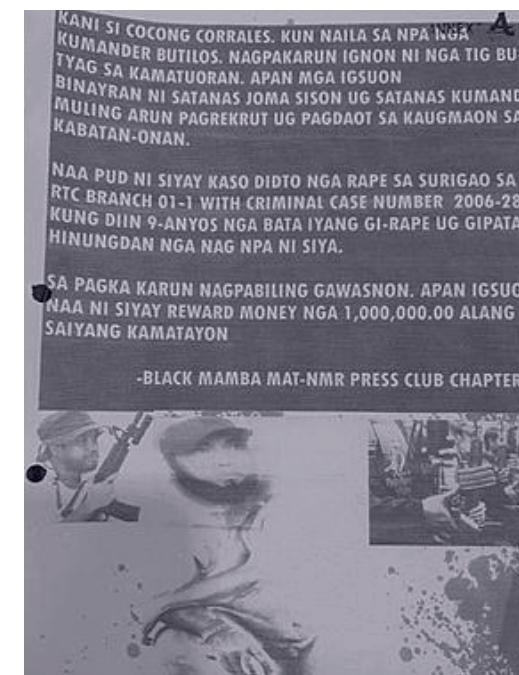 KANI SI COCONG CORRALES. KUN NAILA SA NPA NGA
KUMANDER BUTILOS. NAGPAKARUN IGNON NI NGA TIG BU
TYAG SA KAMATUORAN. APAN MGA IGSUON
BINAYRAN NI SATANAS JOMA SISON UG SATANAS KUMAND
MULING ARUN PAGREKRUT UG PAGDAOT SA KAUGMAON SA
KABATAN-ONAN.
NAA PUD NI SIYAY KASO DIDTO NGA RAPE SA SURIGAO SA
RTC BRANCH 01-1 WITH CRIMINAL CASE NUMBER 2006-28
KUNG DIIN 9-ANYOS NGA BATA IYANG GI-RAPE UG GIPATA
HINUNGDAN NGA NAG NPA NI SIYA.
SA PAGKA KARUN NAGPABILING GAWASNON. APAN IGSUO
NAA NI SIYAY REWARD MONEY NGA 1,000,000.00 ALANG
SAIYANG KAMATAYON
-BLACK MAMBA MAT-NMR PRESS CLUB CHAPTER